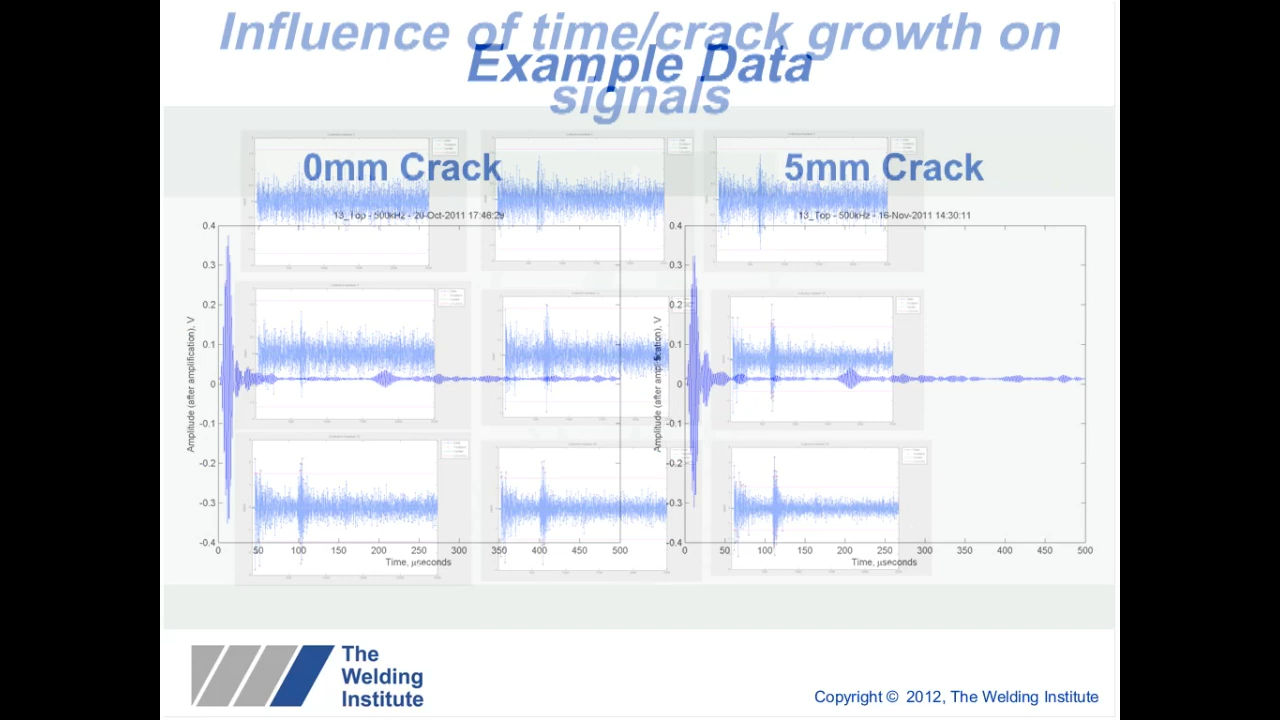 Influence of time/crack growth on
Example Data
signals
0mm Crack
5mm Crack
13_Top - 500kHz - 20-Oct-2011 17:46:29
13_Top - 500kHz - 16-Nov-2011 14:30:11
Amplitude (after amplification), V
0.4
0.3
0.2
0.1
0
-0.1
-0.2
-0.3
-0.4
0 50 100 150 200 250 300 350 400 450 500
Time, µseconds
Amplitude (after amplification), V
0.4
0.3
0.2
0.1
0
-0.1
-0.2
-0.3
-0.4
0 50 100 150 200 250 300 350 400 450 500
Time, µseconds
The
Welding
Institute
Copyright © 2012, The Welding Institute